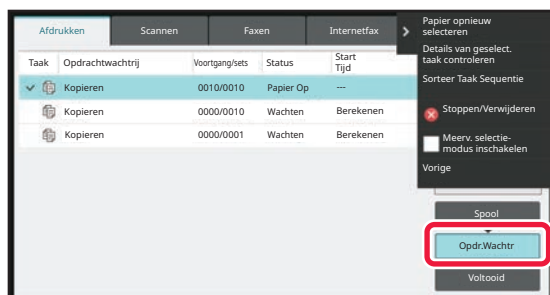 Afdrukken Scannen Faxen Internetfax
Taak Opdrachtwachtrij Voortgang/sets Status Start
Tijd
Kopieren 0010/0010 Papier Op ---
Kopieren 0000/0010 Wachten Berekenen
Kopieren 0000/0001 Wachten Berekenen
Papier opnieuw
selecteren
Details van geselect.
taak controleren
Sorteer Taak Sequentie
Stoppen/Verwijderen
Meerv. selectie-
modus inschakelen
Vorige
Spool
Opdr.Wachtr
Voltooid